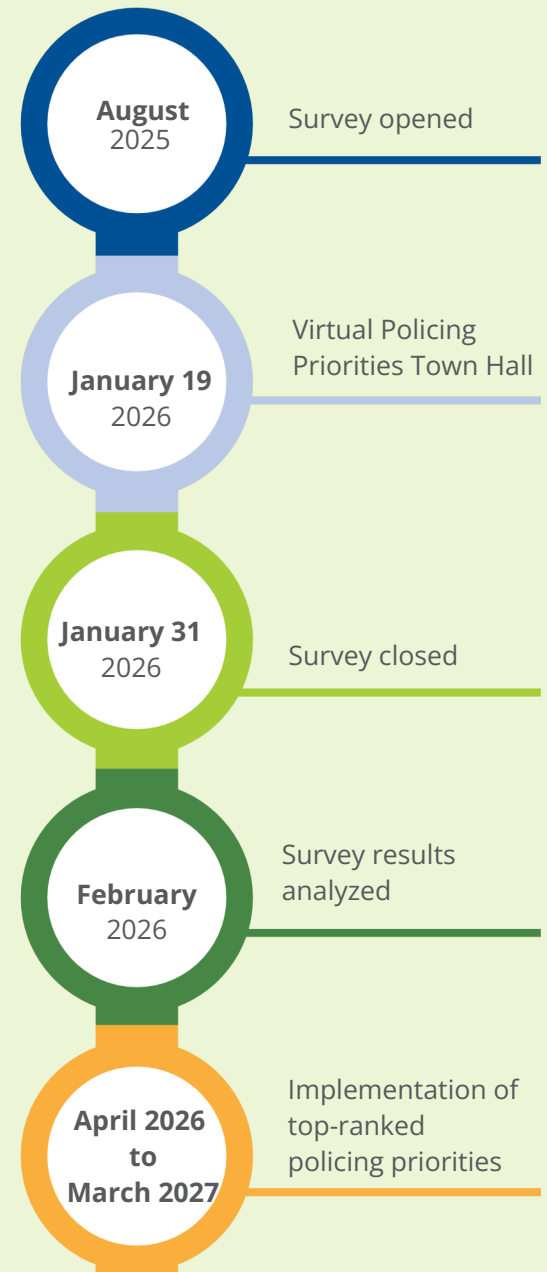 August
2025
Survey opened
January 19
2026
Virtual Policing
Priorities Town Hall
January 31
2026
Survey closed
February
2026
Survey results
analyzed
April 2026
to
March 2027
Implementation of
top-ranked
policing priorities